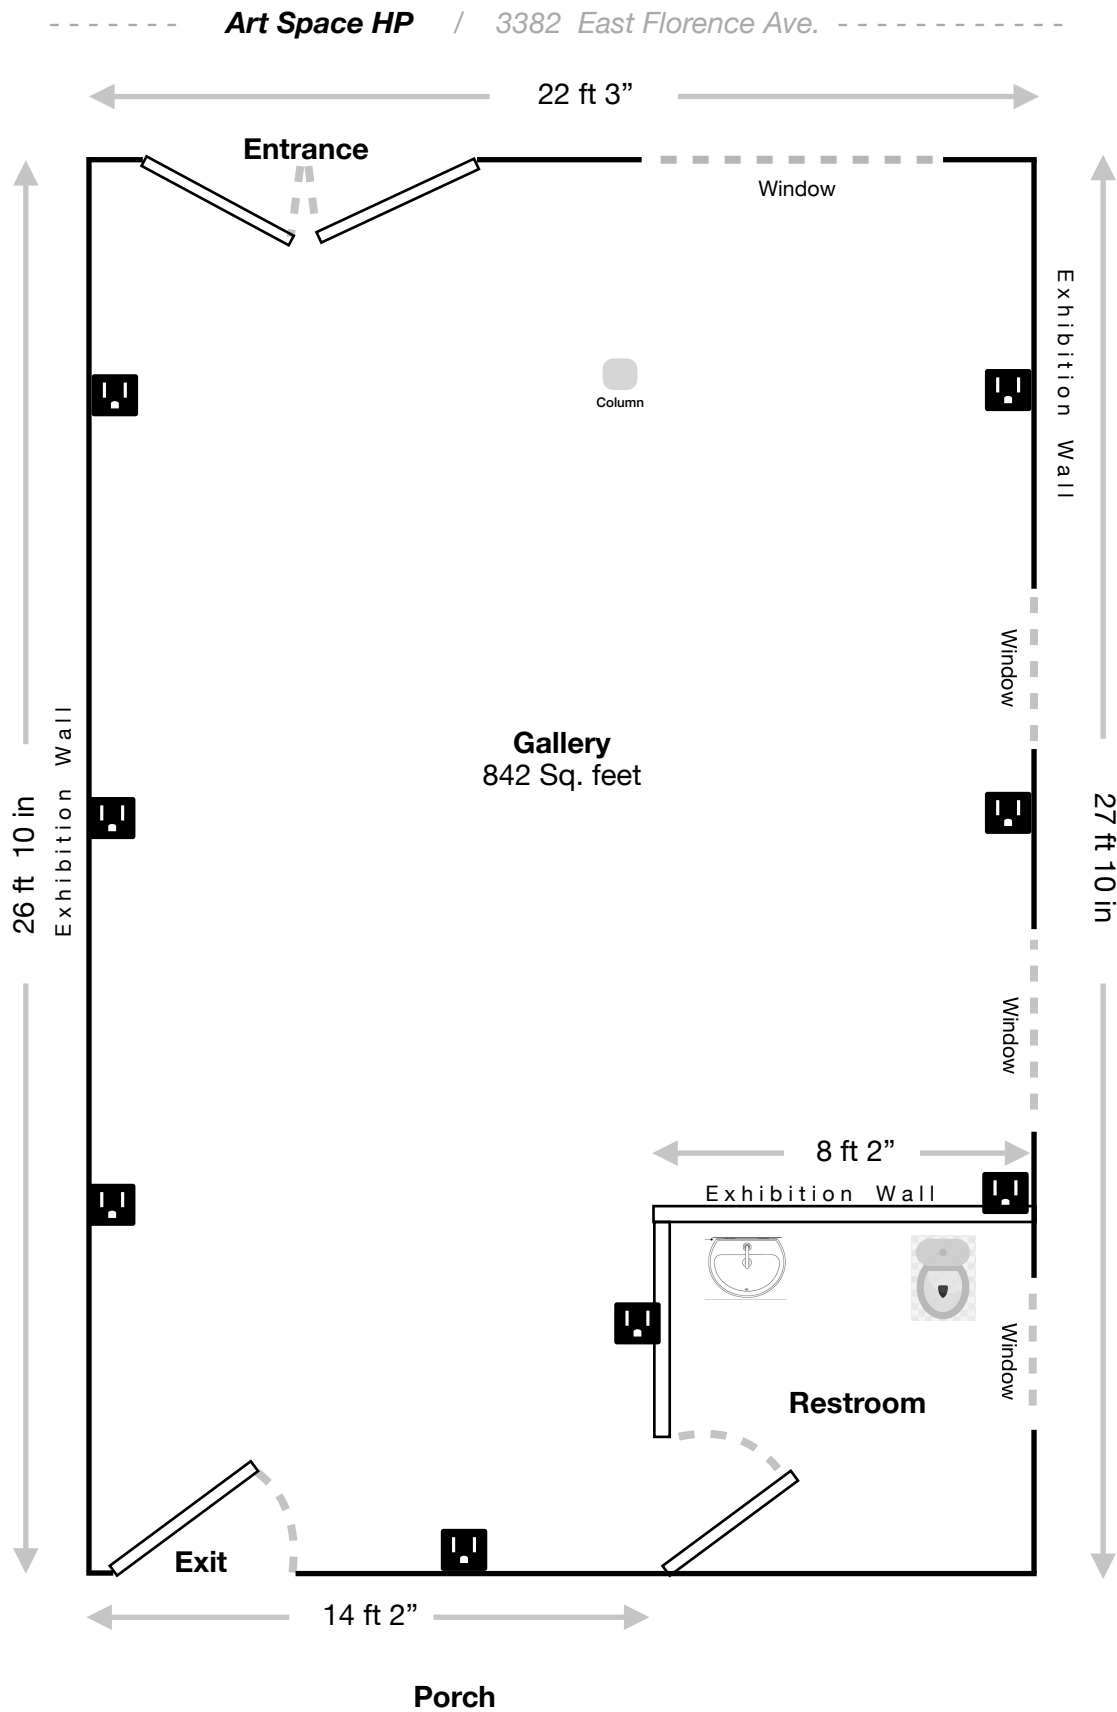 Art Space HP / 3382 East Florence Ave.
22 ft 3”
Entrance
Window
Exhibition Wall
Column
Window
Gallery
842 Sq. feet
Exhibition Wall
26 ft 10 in
27 ft 10 in
Window
8 ft 2”
Exhibition Wall
Window
Restroom
Exit
14 ft 2”
Porch